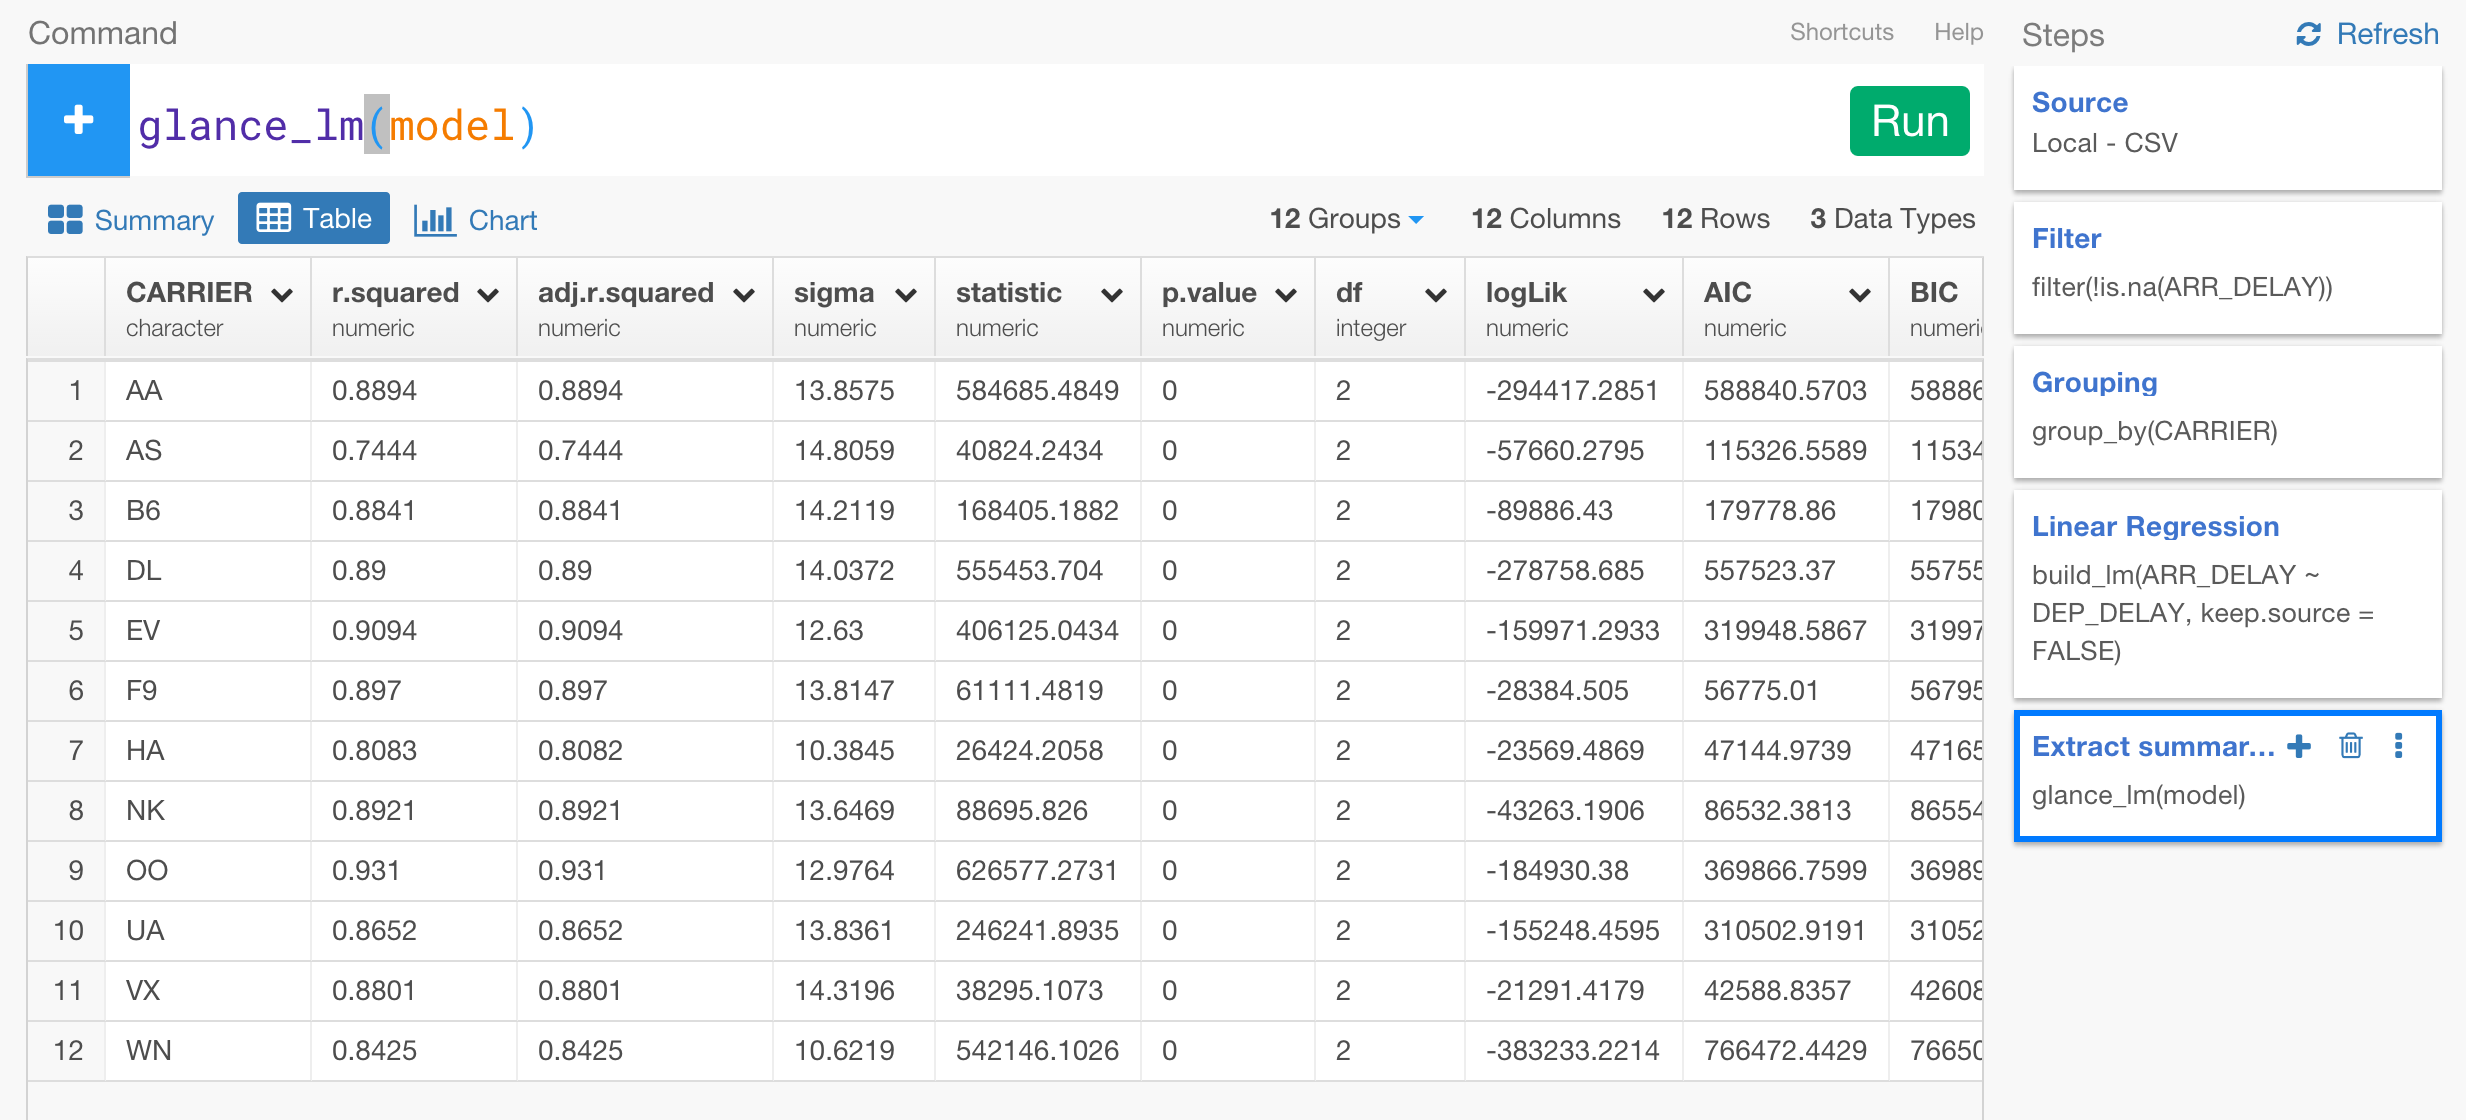 Command Shortcuts Help Steps Refresh
glance_lm(model) Run
Summary Table Chart 12 Groups 12 Columns 12 Rows 3 Data Types
CARRIER r.squared adj.r.squared sigma statistic p.value df logLik AIC BIC
character numeric numeric numeric numeric numeric integer numeric numeric numeri
1 AA 0.8894 0.8894 13.8575 584685.4849 0 2 -294417.2851 588840.5703 58886
2 AS 0.7444 0.7444 14.8059 40824.2434 0 2 -57660.2795 115326.5589 11534
3 B6 0.8841 0.8841 14.2119 168405.1882 0 2 -89886.43 179778.86 17980
4 DL 0.89 0.89 14.0372 555453.704 0 2 -278758.685 557523.37 55755
5 EV 0.9094 0.9094 12.63 406125.0434 0 2 -159971.2933 319948.5867 31997
6 F9 0.897 0.897 13.8147 61111.4819 0 2 -28384.505 56775.01 56795
7 HA 0.8083 0.8082 10.3845 26424.2058 0 2 -23569.4869 47144.9739 47165
8 NK 0.8921 0.8921 13.6469 88695.826 0 2 -43263.1906 86532.3813 86554
9 OO 0.931 0.931 12.9764 626577.2731 0 2 -184930.38 369866.7599 36989
10 UA 0.8652 0.8652 13.8361 246241.8935 0 2 -155248.4595 310502.9191 31052
11 VX 0.8801 0.8801 14.3196 38295.1073 0 2 -21291.4179 42588.8357 42608
12 WN 0.8425 0.8425 10.6219 542146.1026 0 2 -383233.2214 766472.4429 76650
Source
Local - CSV
Filter
filter(!is.na(ARR_DELAY))
Grouping
group_by(CARRIER)
Linear Regression
build_lm(ARR_DELAY ~
DEP_DELAY, keep.source =
FALSE)
Extract summar...
glance_lm(model)